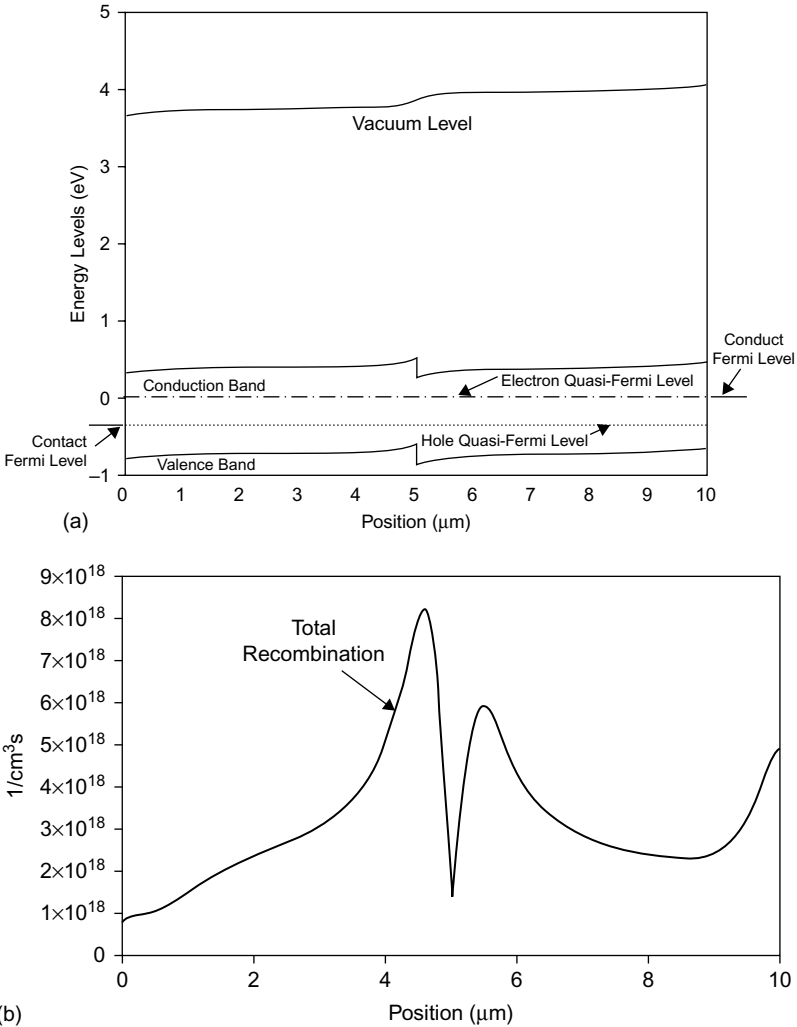 5
4
Vacuum Level
3
Energy Levels (eV)
2
1
Conduct
Fermi Level
Conduction Band
Electron Quasi-Fermi Level
0
Contact
Fermi Level
Hole Quasi-Fermi Level
Valence Band
–1
0 1 2 3 4 5 6 7 8 9 10
Position (μm)
(a)
9×10¹⁸
8×10¹⁸
Total
Recombination
7×10¹⁸
6×10¹⁸
5×10¹⁸
1/cm³s
4×10¹⁸
3×10¹⁸
2×10¹⁸
1×10¹⁸
0
0 2 4 6 8 10
Position (μm)